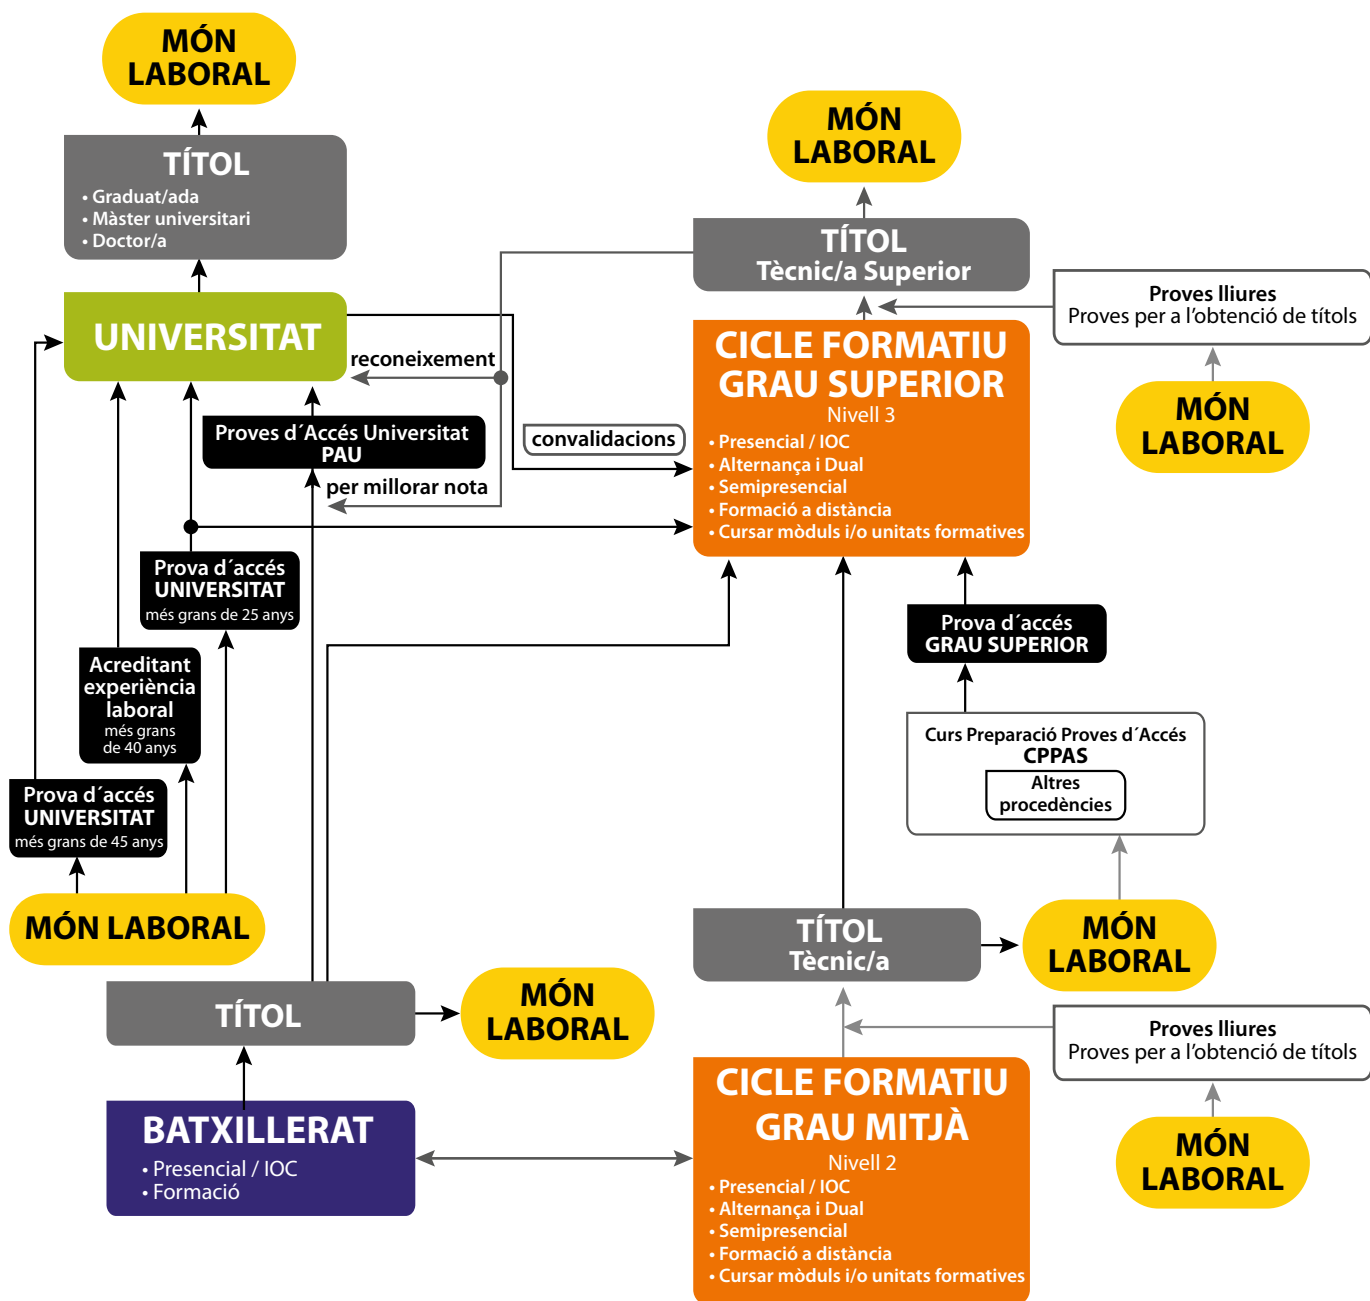 MÓN
LABORAL
TÍTOL
• Graduat/ada
• Màster universitari
• Doctor/a
UNIVERSITAT
reconeixement
Proves d´Accés Universitat
PAU
per millorar nota
convalidacions
Prova d´accés
UNIVERSITAT
més grans de 25 anys
Acreditant
experiència
laboral
més grans
de 40 anys
Prova d´accés
UNIVERSITAT
més grans de 45 anys
MÓN LABORAL
TÍTOL
MÓN
LABORAL
BATXILLERAT
• Presencial / IOC
• Formació
MÓN
LABORAL
TÍTOL
Tècnic/a Superior
Proves lliures
Proves per a l’obtenció de títols
MÓN
LABORAL
CICLE FORMATIU
GRAU SUPERIOR
Nivell 3
• Presencial / IOC
• Alternança i Dual
• Semipresencial
• Formació a distància
• Cursar mòduls i/o unitats formatives
Prova d´accés
GRAU SUPERIOR
Curs Preparació Proves d´Accés
CPPAS
Altres
procedències
TÍTOL
Tècnic/a
MÓN
LABORAL
Proves lliures
Proves per a l’obtenció de títols
MÓN
LABORAL
CICLE FORMATIU
GRAU MITJÀ
Nivell 2
• Presencial / IOC
• Alternança i Dual
• Semipresencial
• Formació a distància
• Cursar mòduls i/o unitats formatives